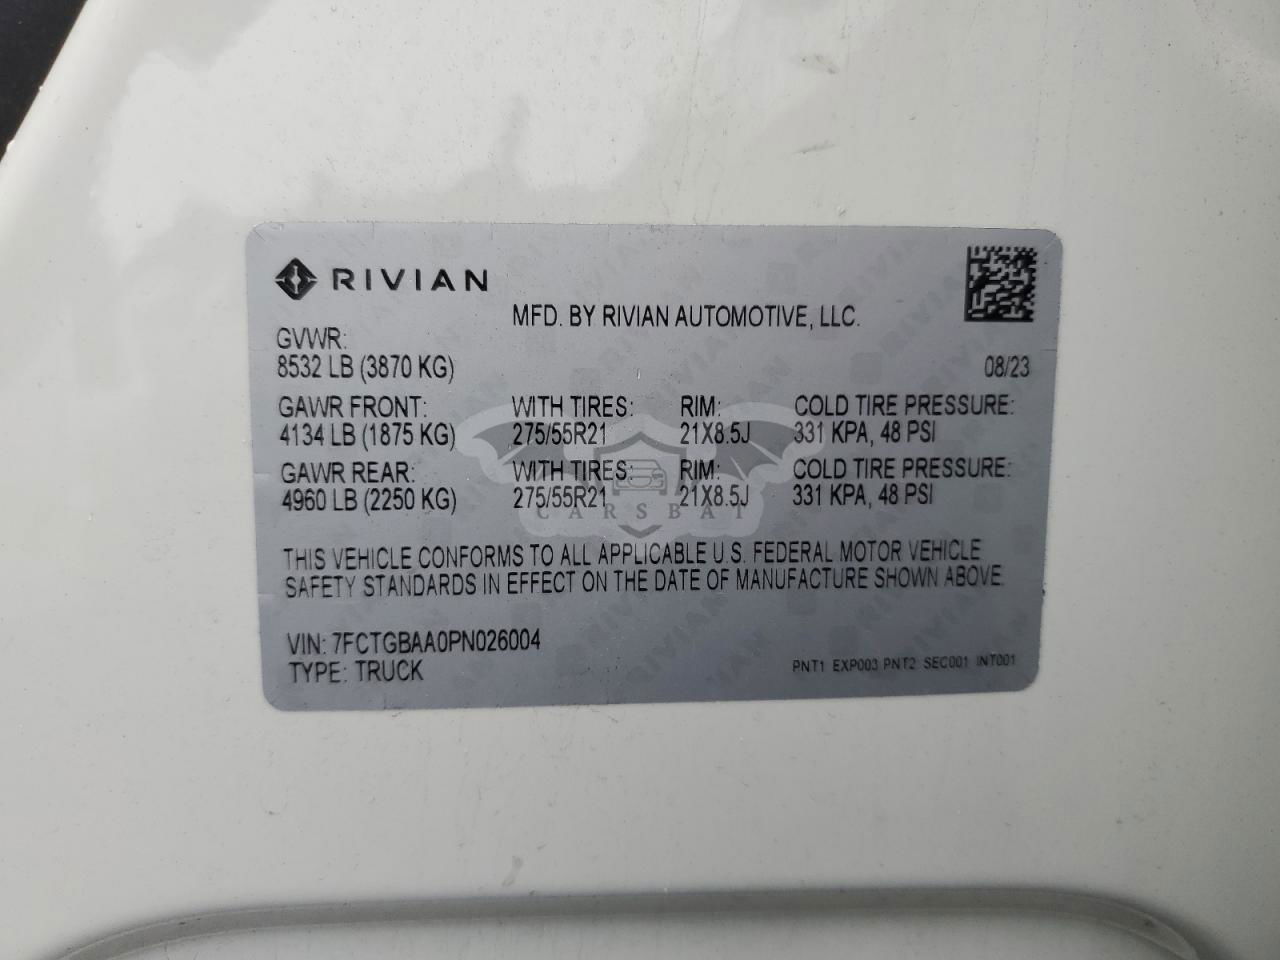 RIVIAN
MFD. BY RIVIAN AUTOMOTIVE, LLC.
GVWR:
8532 LB (3870 KG) 08/23
GAWR FRONT: WITH TIRES: RIM: COLD TIRE PRESSURE:
4134 LB (1875 KG) 275/55R21 21X8.5J 331 KPA, 48 PSI
GAWR REAR: WITH TIRES: RIM: COLD TIRE PRESSURE:
4960 LB (2250 KG) 275/55R21 21X8.5J 331 KPA, 48 PSI
CARSBAT
THIS VEHICLE CONFORMS TO ALL APPLICABLE U.S. FEDERAL MOTOR VEHICLE
SAFETY STANDARDS IN EFFECT ON THE DATE OF MANUFACTURE SHOWN ABOVE.
VIN: 7FCTGBAA0PN026004
TYPE: TRUCK
PNT1 EXP003 PNT2 SEC001 INT001